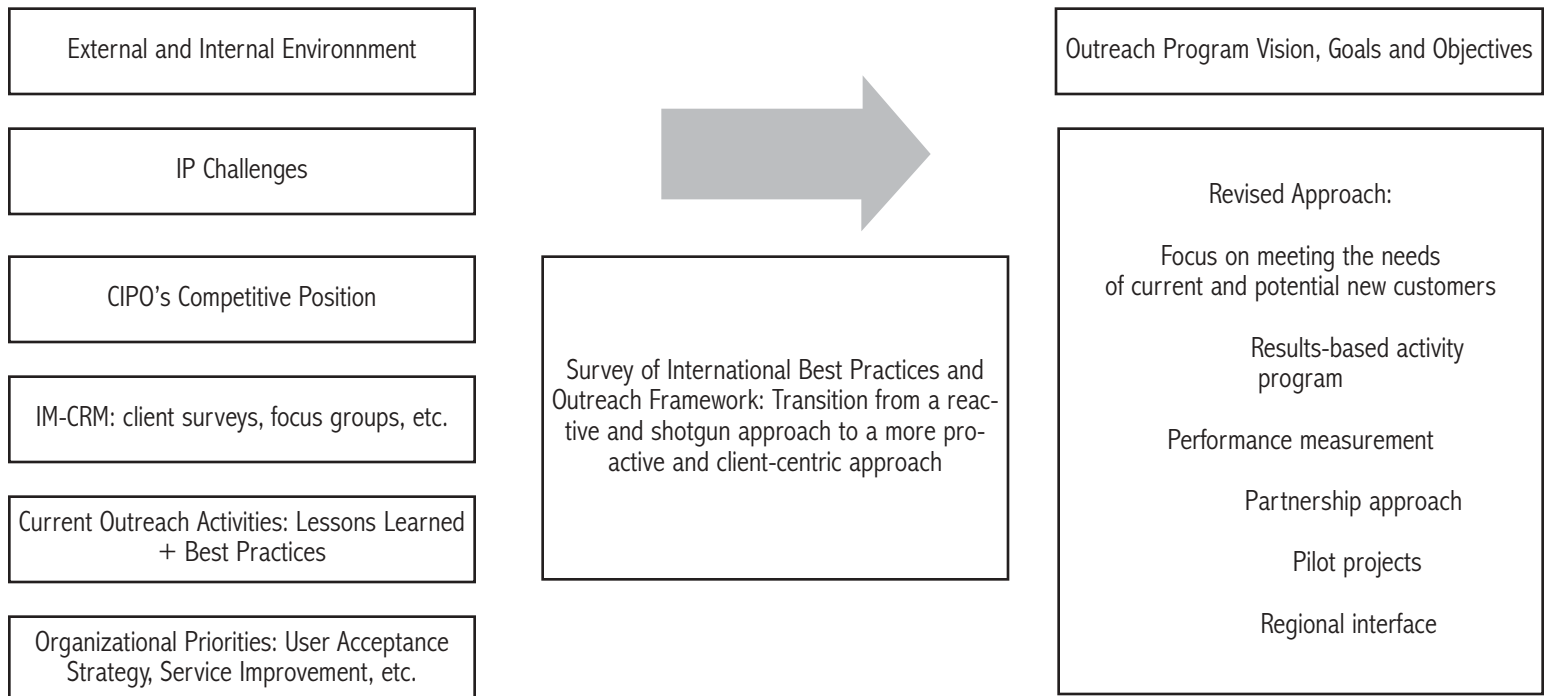 External and Internal Environnment
IP Challenges
CIPO's Competitive Position
IM-CRM: client surveys, focus groups, etc.
Current Outreach Activities: Lessons Learned
+ Best Practices
Organizational Priorities: User Acceptance
Strategy, Service Improvement, etc.
Survey of International Best Practices and
Outreach Framework: Transition from a reac-
tive and shotgun approach to a more pro-
active and client-centric approach
Outreach Program Vision, Goals and Objectives
Revised Approach:
Focus on meeting the needs
of current and potential new customers
Results-based activity
program
Performance measurement
Partnership approach
Pilot projects
Regional interface